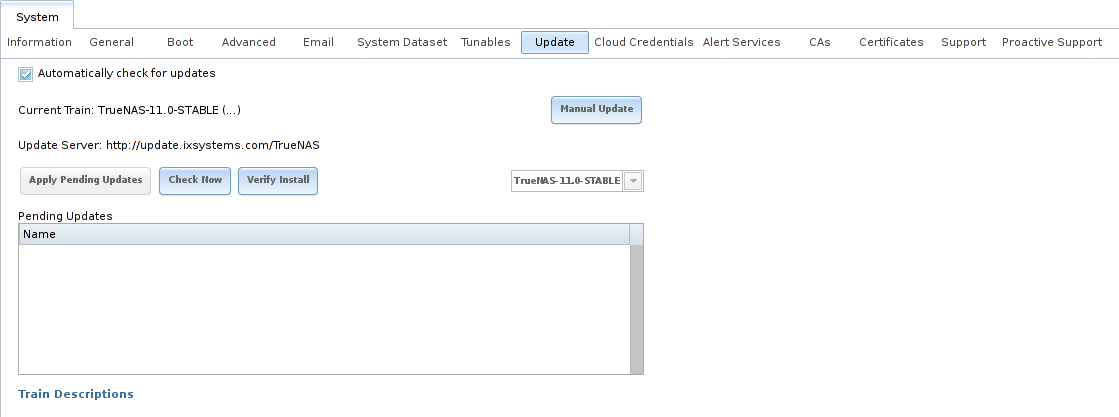 System
Information General Boot Advanced Email System Dataset Tunables Update Cloud Credentials Alert Services CAs Certificates Support Proactive Support
Automatically check for updates
Current Train: TrueNAS-11.0-STABLE (...)
Manual Update
Update Server: http://update.ixsystems.com/TrueNAS
Apply Pending Updates Check Now Verify Install TrueNAS-11.0-STABLE
Pending Updates
Name
Train Descriptions